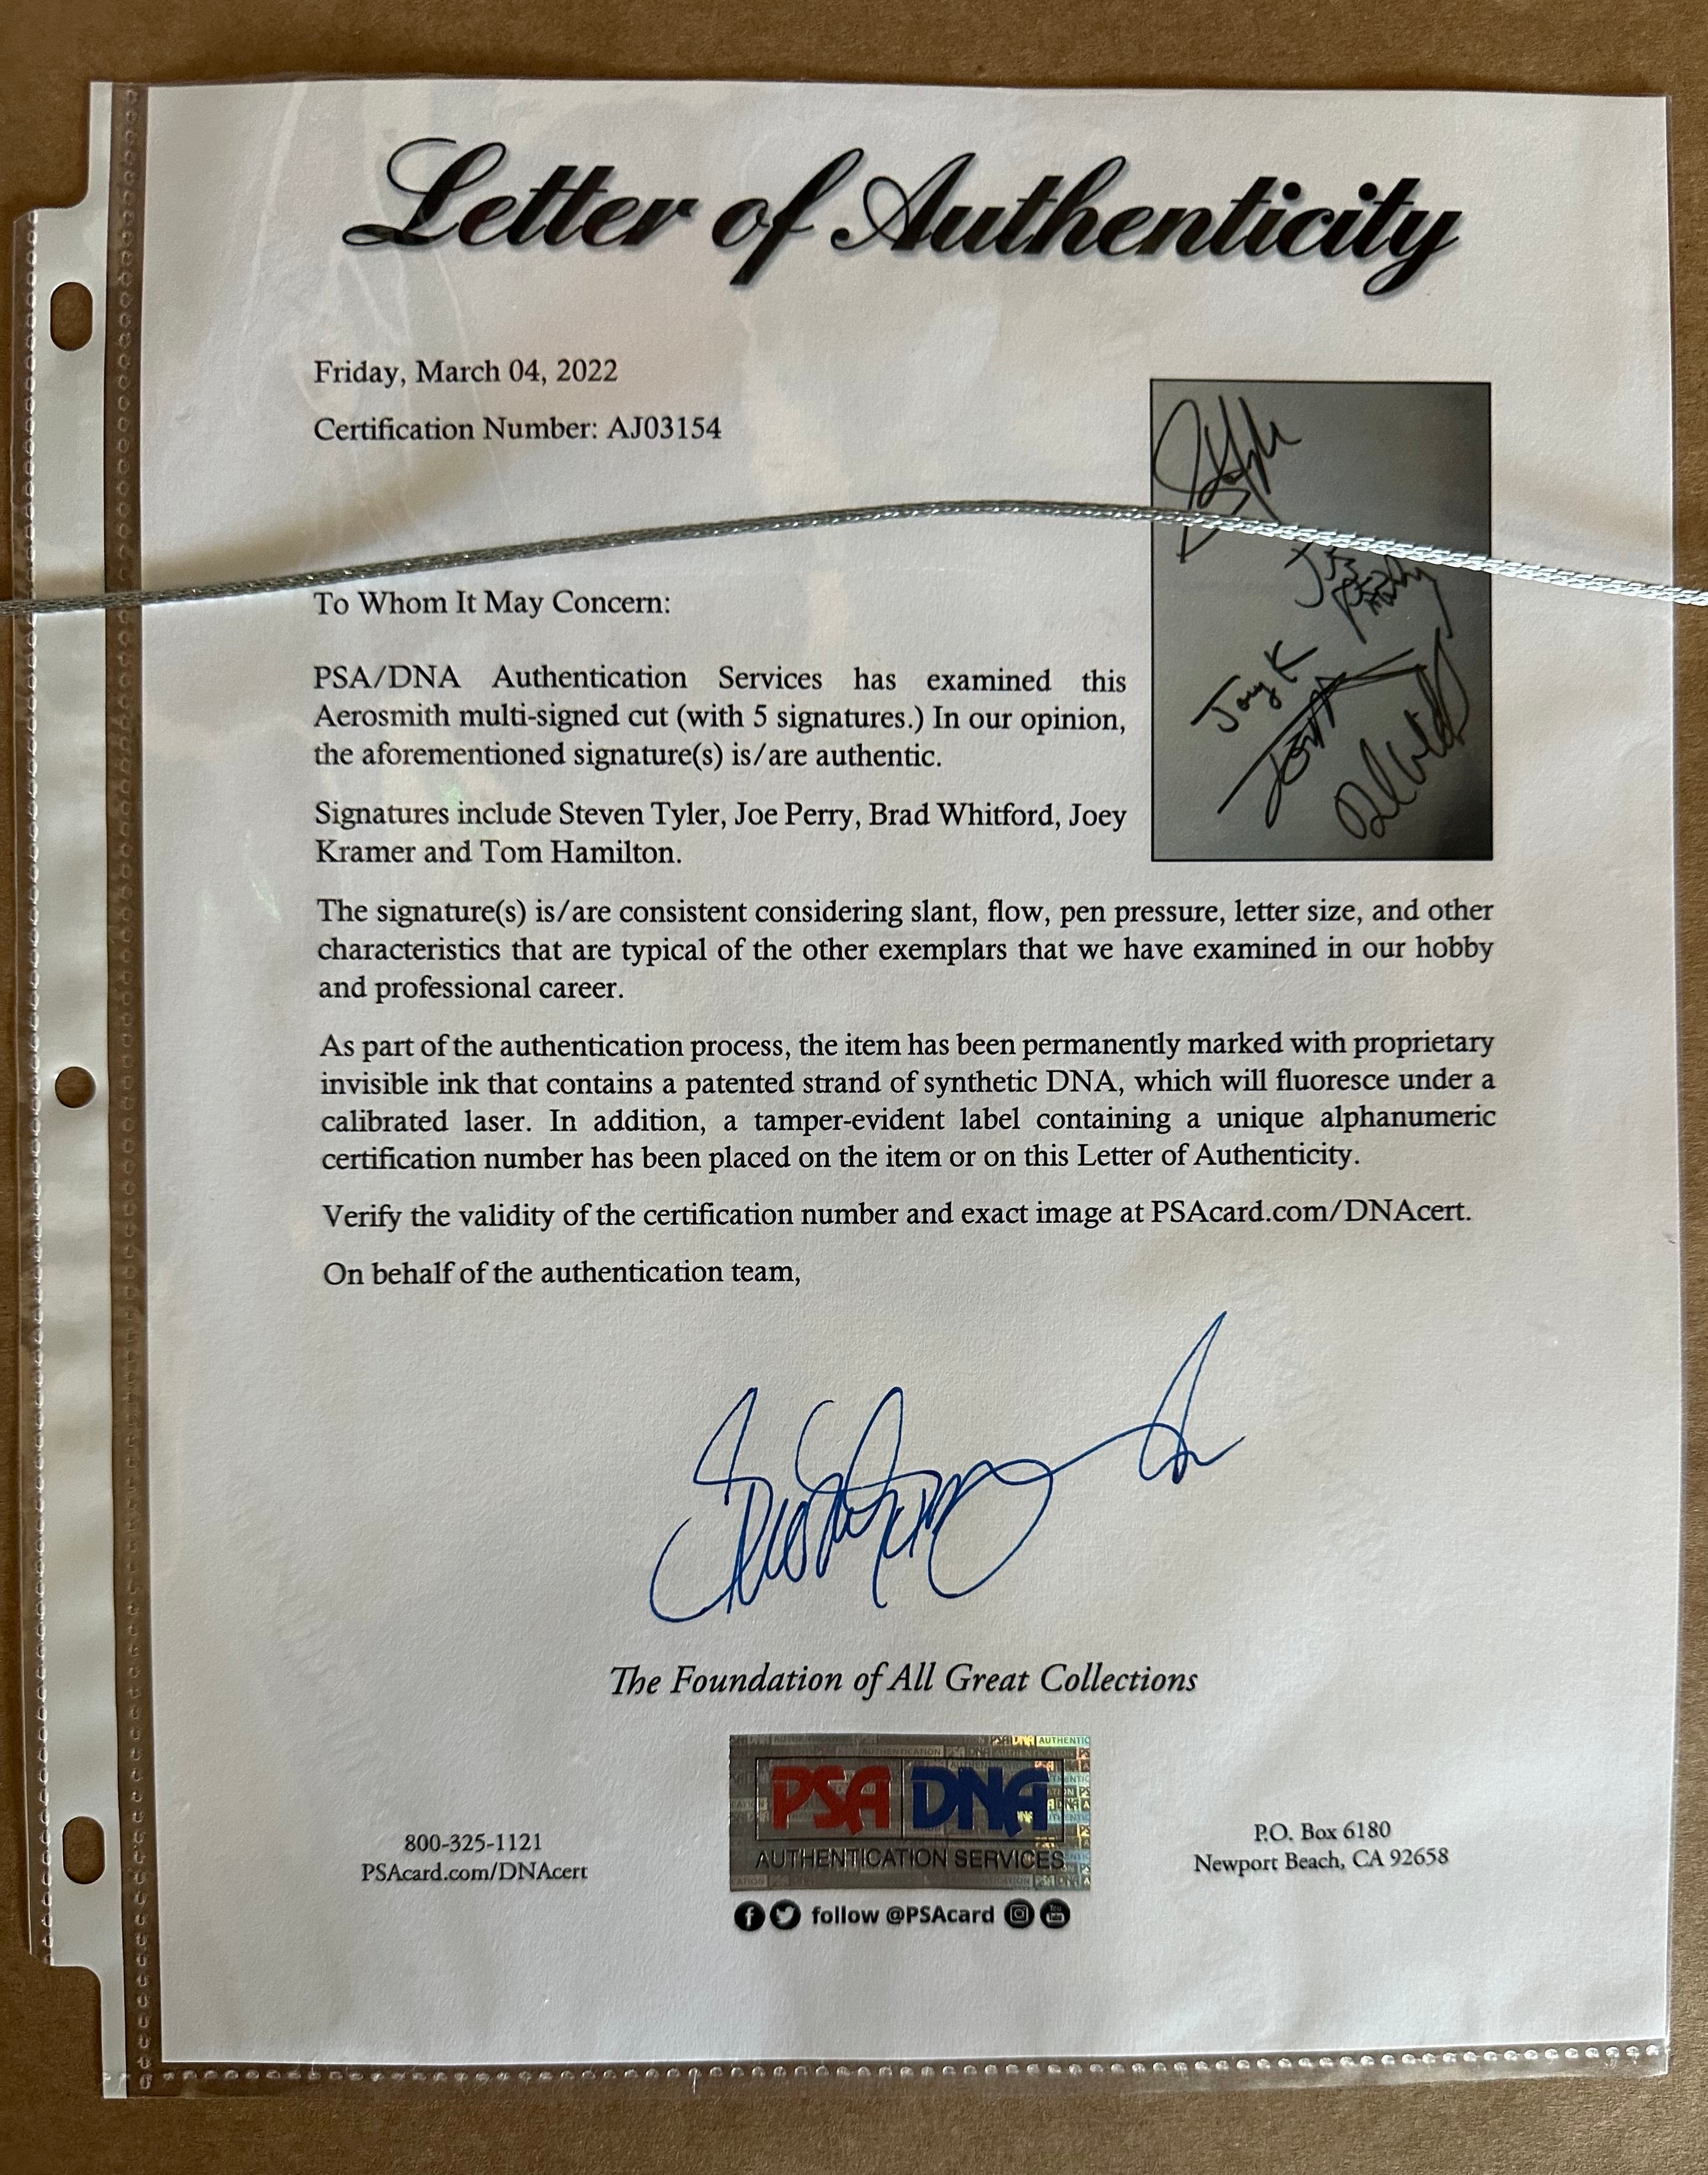 Letter of Authenticity
Friday, March 04, 2022
Certification Number: AJ03154
To Whom It May Concern:
PSA/DNA Authentication Services has examined this
Aerosmith multi-signed cut (with 5 signatures.) In our opinion,
the aforementioned signature(s) is/are authentic.
Signatures include Steven Tyler, Joe Perry, Brad Whitford, Joey
Kramer and Tom Hamilton.
Joey K
The signature(s) is/are consistent considering slant, flow, pen pressure, letter size, and other
characteristics that are typical of the other exemplars that we have examined in our hobby
and professional career.
As part of the authentication process, the item has been permanently marked with proprietary
invisible ink that contains a patented strand of synthetic DNA, which will fluoresce under a
calibrated laser. In addition, a tamper-evident label containing a unique alphanumeric
certification number has been placed on the item or on this Letter of Authenticity.
Verify the validity of the certification number and exact image at PSAcard.com/DNAcert.
On behalf of the authentication team,
The Foundation of All Great Collections
PSA DNA
AUTHENTICATION SERVICES
800-325-1121
PSAcard.com/DNAcert
P.O. Box 6180
Newport Beach, CA 92658
follow @PSAcard